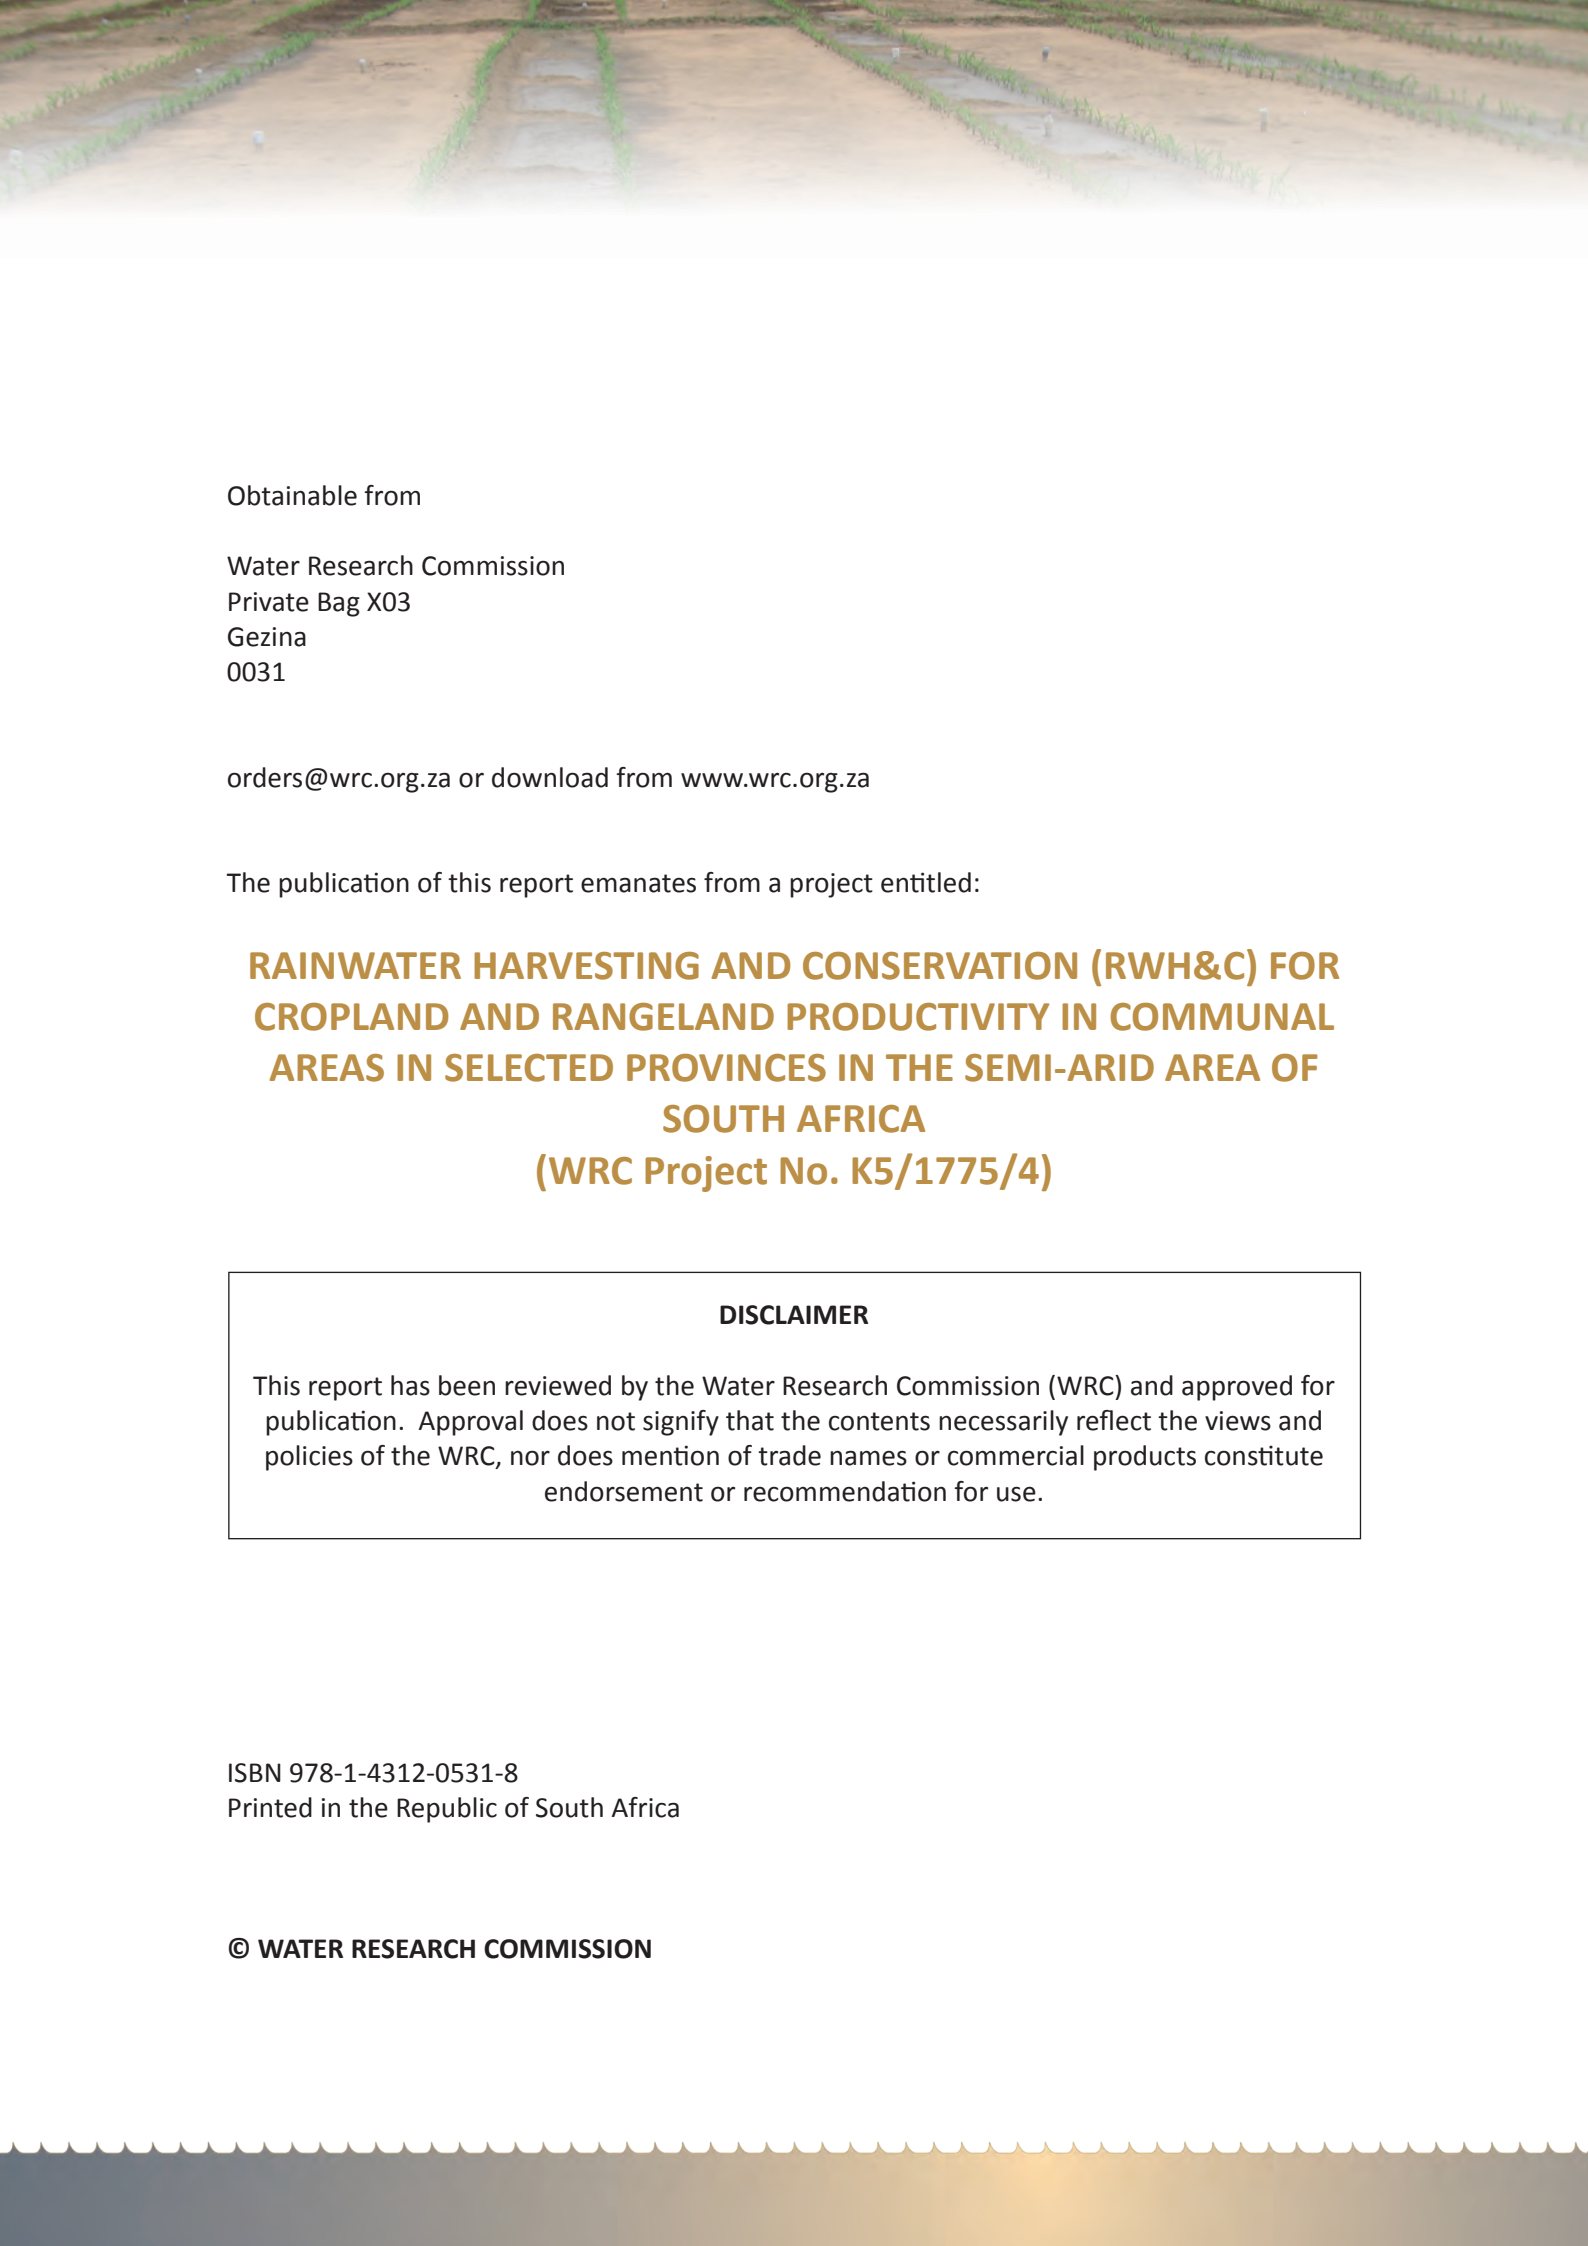 Obtainable from
Water Research Commission
Private Bag X03
Gezina
0031
orders@wrc.org.za or download from www.wrc.org.za
The publication of this report emanates from a project entitled:
RAINWATER HARVESTING AND CONSERVATION (RWH&C) FOR
CROPLAND AND RANGELAND PRODUCTIVITY IN COMMUNAL
AREAS IN SELECTED PROVINCES IN THE SEMI-ARID AREA OF
SOUTH AFRICA
(WRC Project No. K5/1775/4)
DISCLAIMER
This report has been reviewed by the Water Research Commission (WRC) and approved for
publication.  Approval does not signify that the contents necessarily reflect the views and
policies of the WRC, nor does mention of trade names or commercial products constitute
endorsement or recommendation for use.
ISBN 978-1-4312-0531-8
Printed in the Republic of South Africa
© WATER RESEARCH COMMISSION